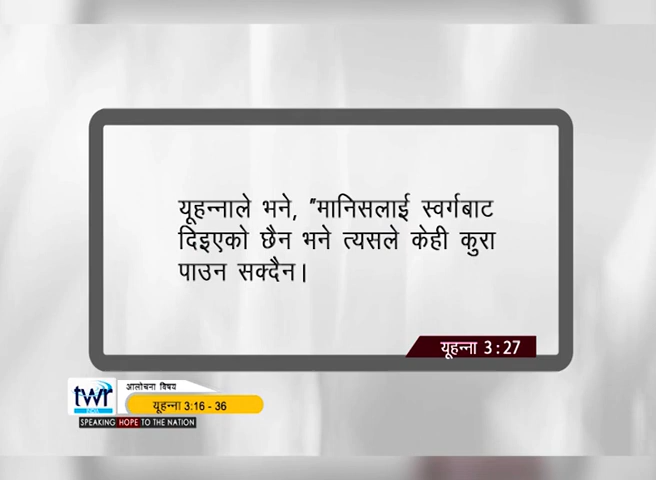 यूहन्नाले भने, "मानिसलाई स्वर्गबाट
दिइएको छैन भने त्यसले केही कुरा
पाउन सक्दैन।
यूहन्ना 3:27
twr
आलोचना विषय
यूहन्ना 3:16 - 36
SPEAKING HOPE TO THE NATION